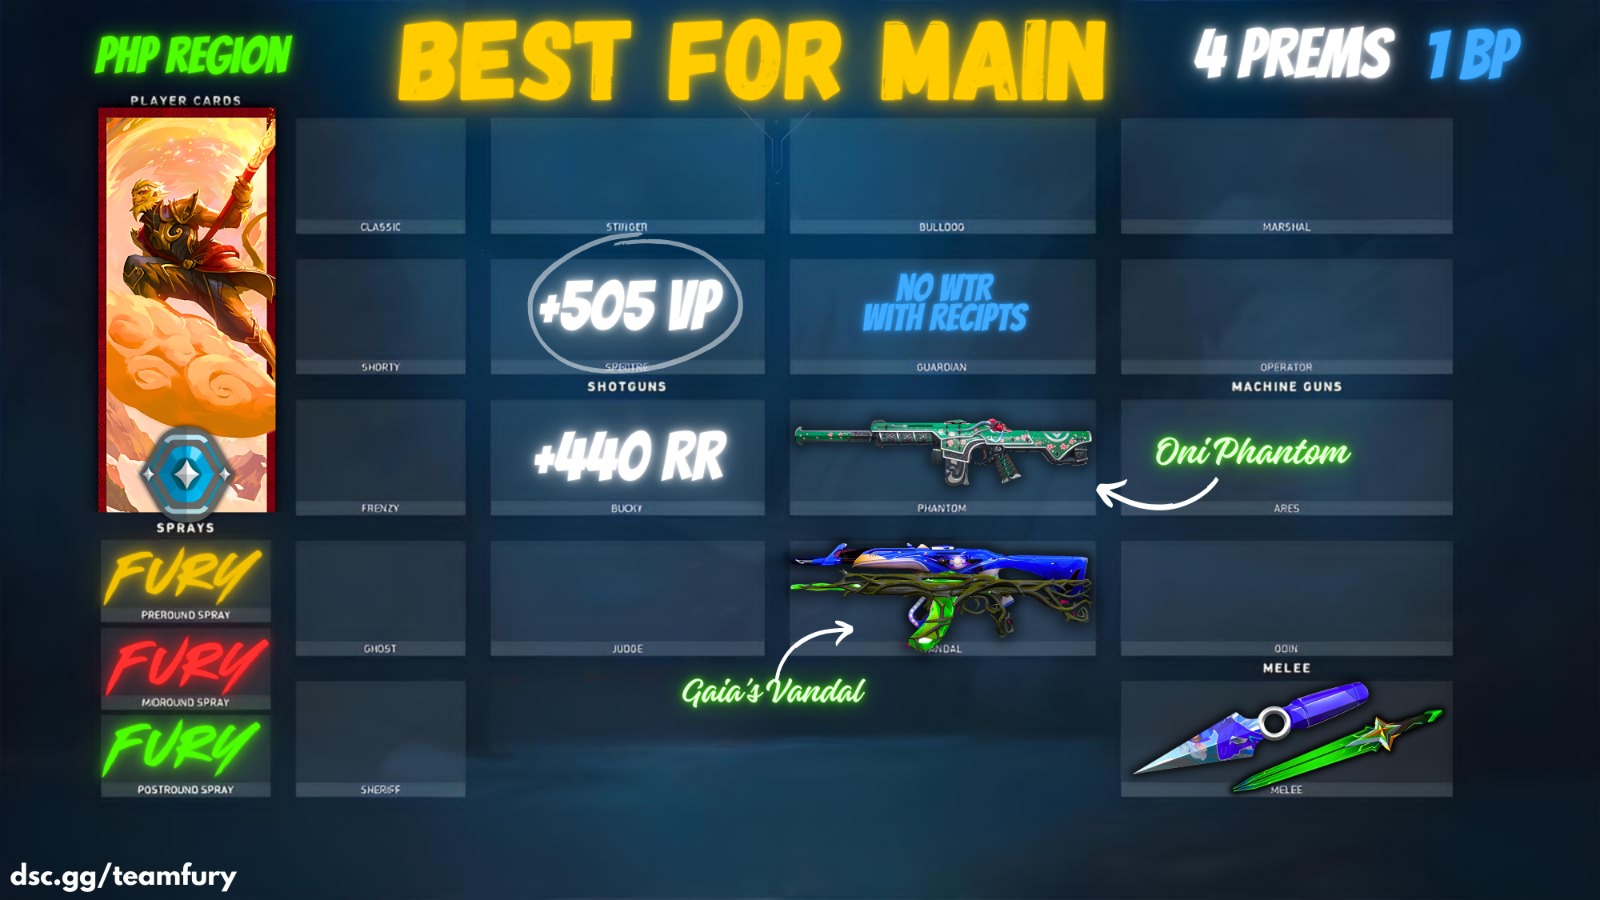 PHP REGION
BEST FOR MAIN
4 PREMS 1 BP
PLAYER CARDS
CLASSIC
STINGER
BULLDOG
MARSHAL
+505 VP
NO WTR
WITH RECIPTS
SHORTY
SPECTRE
GUARDIAN
OPERATOR
SHOTGUNS
MACHINE GUNS
+440 RR
Oni Phantom
FRENZY
BUCKY
PHANTOM
ARES
SPRAYS
FURY
PREROUND SPRAY
FURY
MIDROUND SPRAY
FURY
POSTROUND SPRAY
GHOST
JUDGE
VANDAL
ODIN
MELEE
Gaia's Vandal
SHERIFF
MELEE
dsc.gg/teamfury